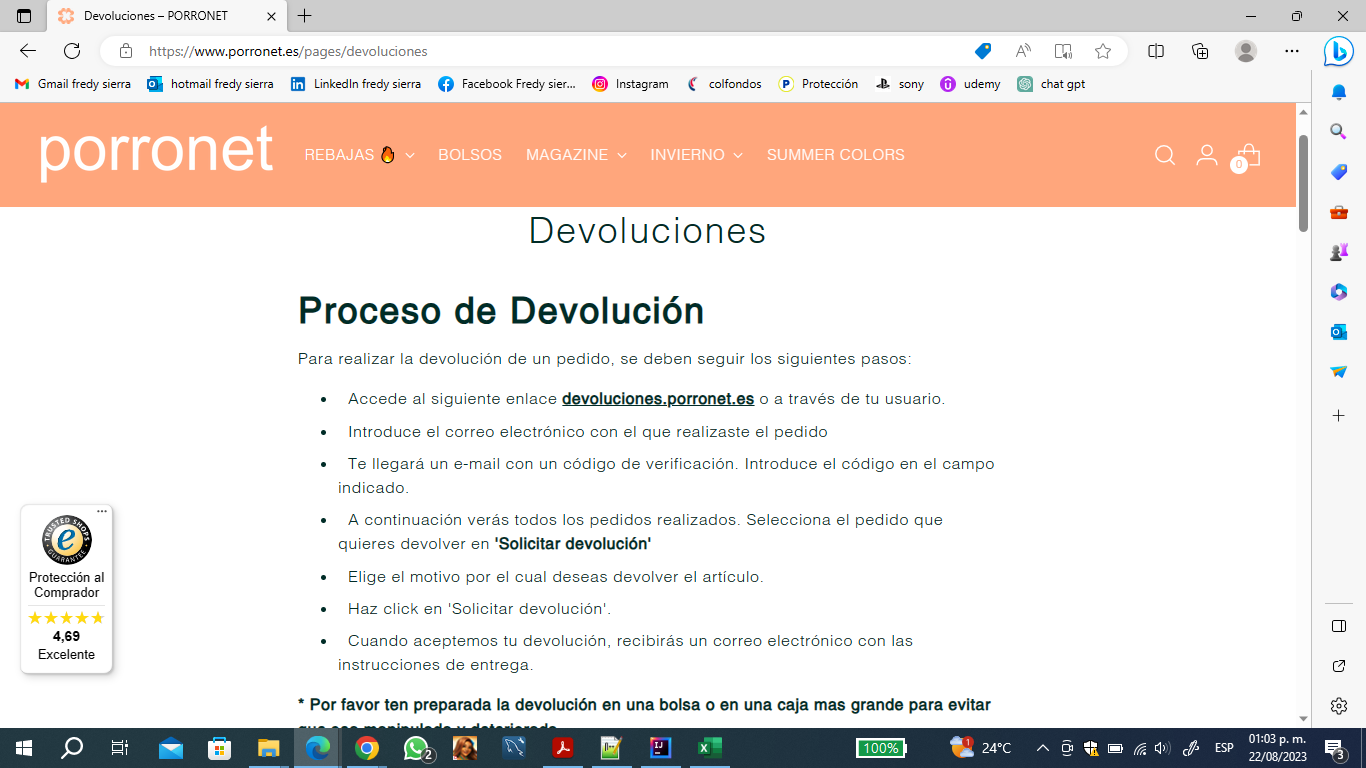 Devoluciones – PORRONET
https://www.porronet.es/pages/devoluciones
Gmail fredy sierra
hotmail fredy sierra
LinkedIn fredy sierra
Facebook Fredy sier...
Instagram
colfondos
Protección
sony
udemy
chat gpt
porronet
REBAJAS 🔥
BOLSOS
MAGAZINE
INVIERNO
SUMMER COLORS
0
Devoluciones
Proceso de Devolución
Para realizar la devolución de un pedido, se deben seguir los siguientes pasos:
• Accede al siguiente enlace devoluciones.porronet.es o a través de tu usuario.
• Introduce el correo electrónico con el que realizaste el pedido
• Te llegará un e-mail con un código de verificación. Introduce el código en el campo
indicado.
• A continuación verás todos los pedidos realizados. Selecciona el pedido que
quieres devolver en 'Solicitar devolución'
• Elige el motivo por el cual deseas devolver el artículo.
• Haz click en 'Solicitar devolución'.
• Cuando aceptemos tu devolución, recibirás un correo electrónico con las
instrucciones de entrega.
* Por favor ten preparada la devolución en una bolsa o en una caja mas grande para evitar
TRUSTED SHOPS
GUARANTEE
Protección al
Comprador
4,69
Excelente
2
100%
1
24°C
ESP
01:03 p. m.
22/08/2023
3